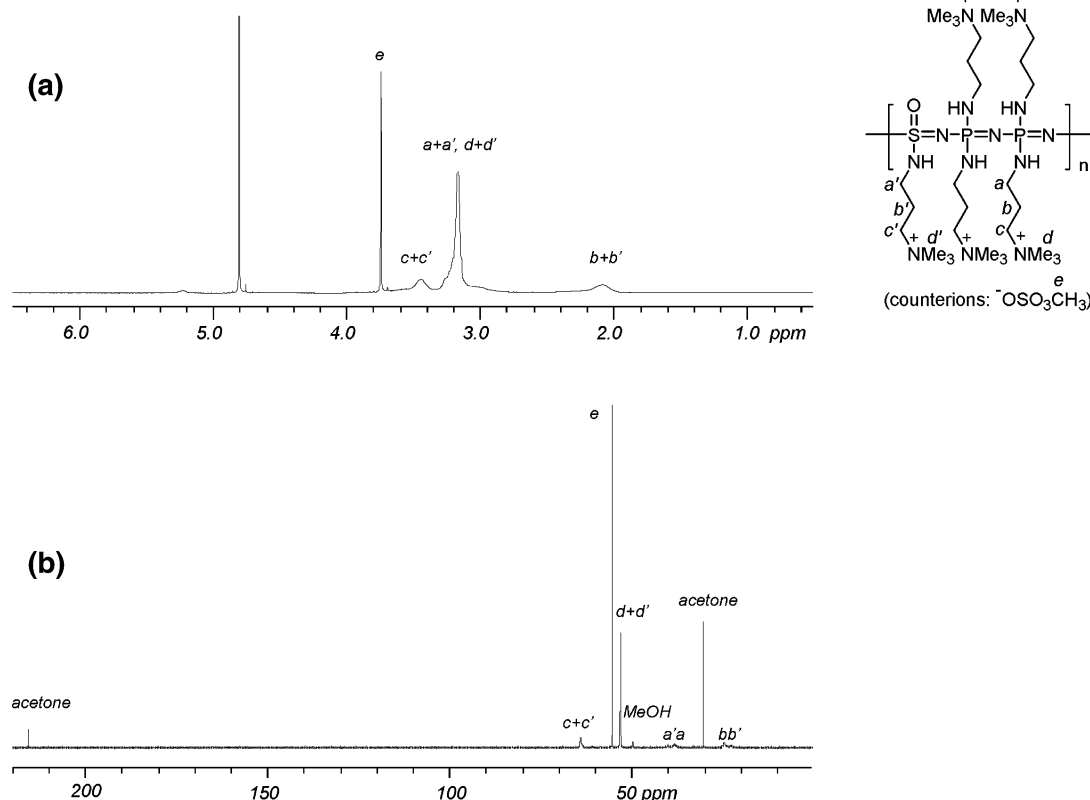 (a)
e
a+a', d+d'
c+c'
b+b'
6.0 5.0 4.0 3.0 2.0 1.0 ppm
+ +
Me3N Me3N
HN HN
O
S=N-P=N-P=N
n
NH NH NH
a' a
b' b
c' + d' + c + d
NMe3 NMe3 NMe3
e
(counterions: -OSO3CH3)
(b)
e
d+d'
acetone
acetone
c+c' MeOH a'a bb'
200 150 100 50 ppm